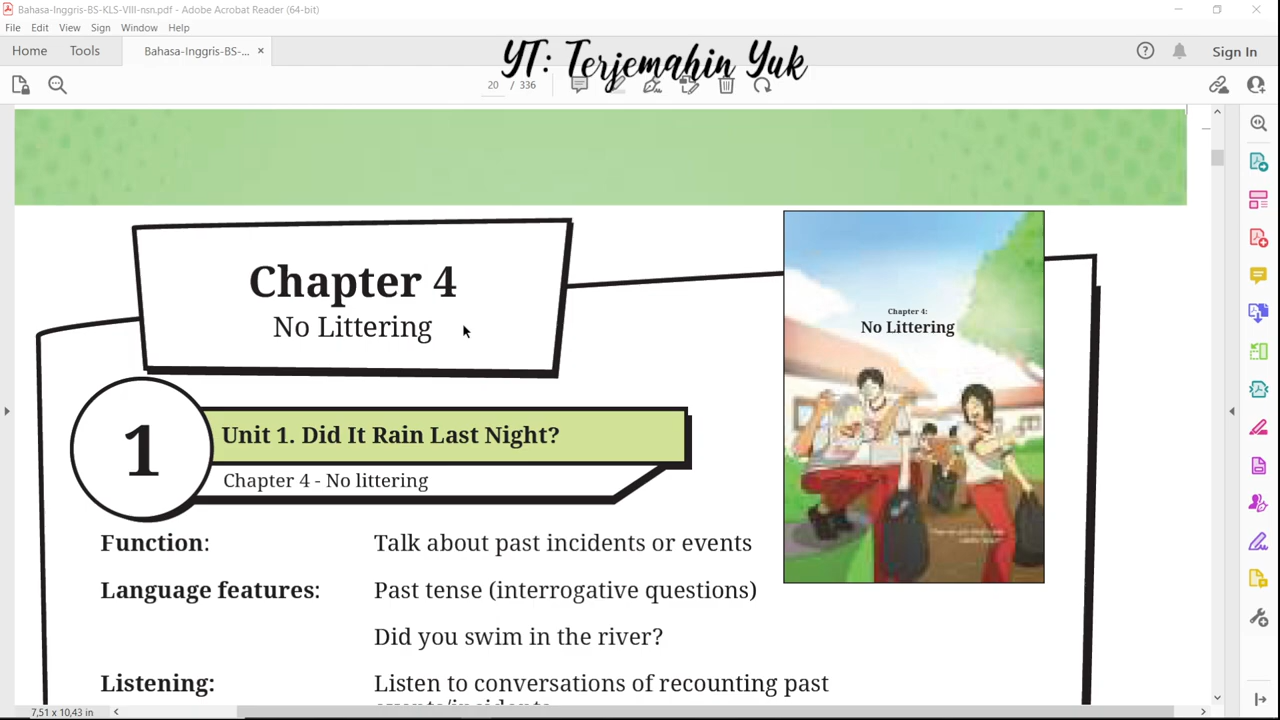 Bahasa-Inggris-BS-KLS-VIII-nsn.pdf - Adobe Acrobat Reader (64-bit)
File Edit View Sign Window Help
Home Tools Bahasa-Inggris-BS-... × Sign In
YT: Terjemahin Yuk
20 / 336
Chapter 4
No Littering
Chapter 4:
No Littering
1
Unit 1. Did It Rain Last Night?
Chapter 4 - No littering
Function: Talk about past incidents or events
Language features: Past tense (interrogative questions)
Did you swim in the river?
Listening: Listen to conversations of recounting past
7,51 x 10,43 in